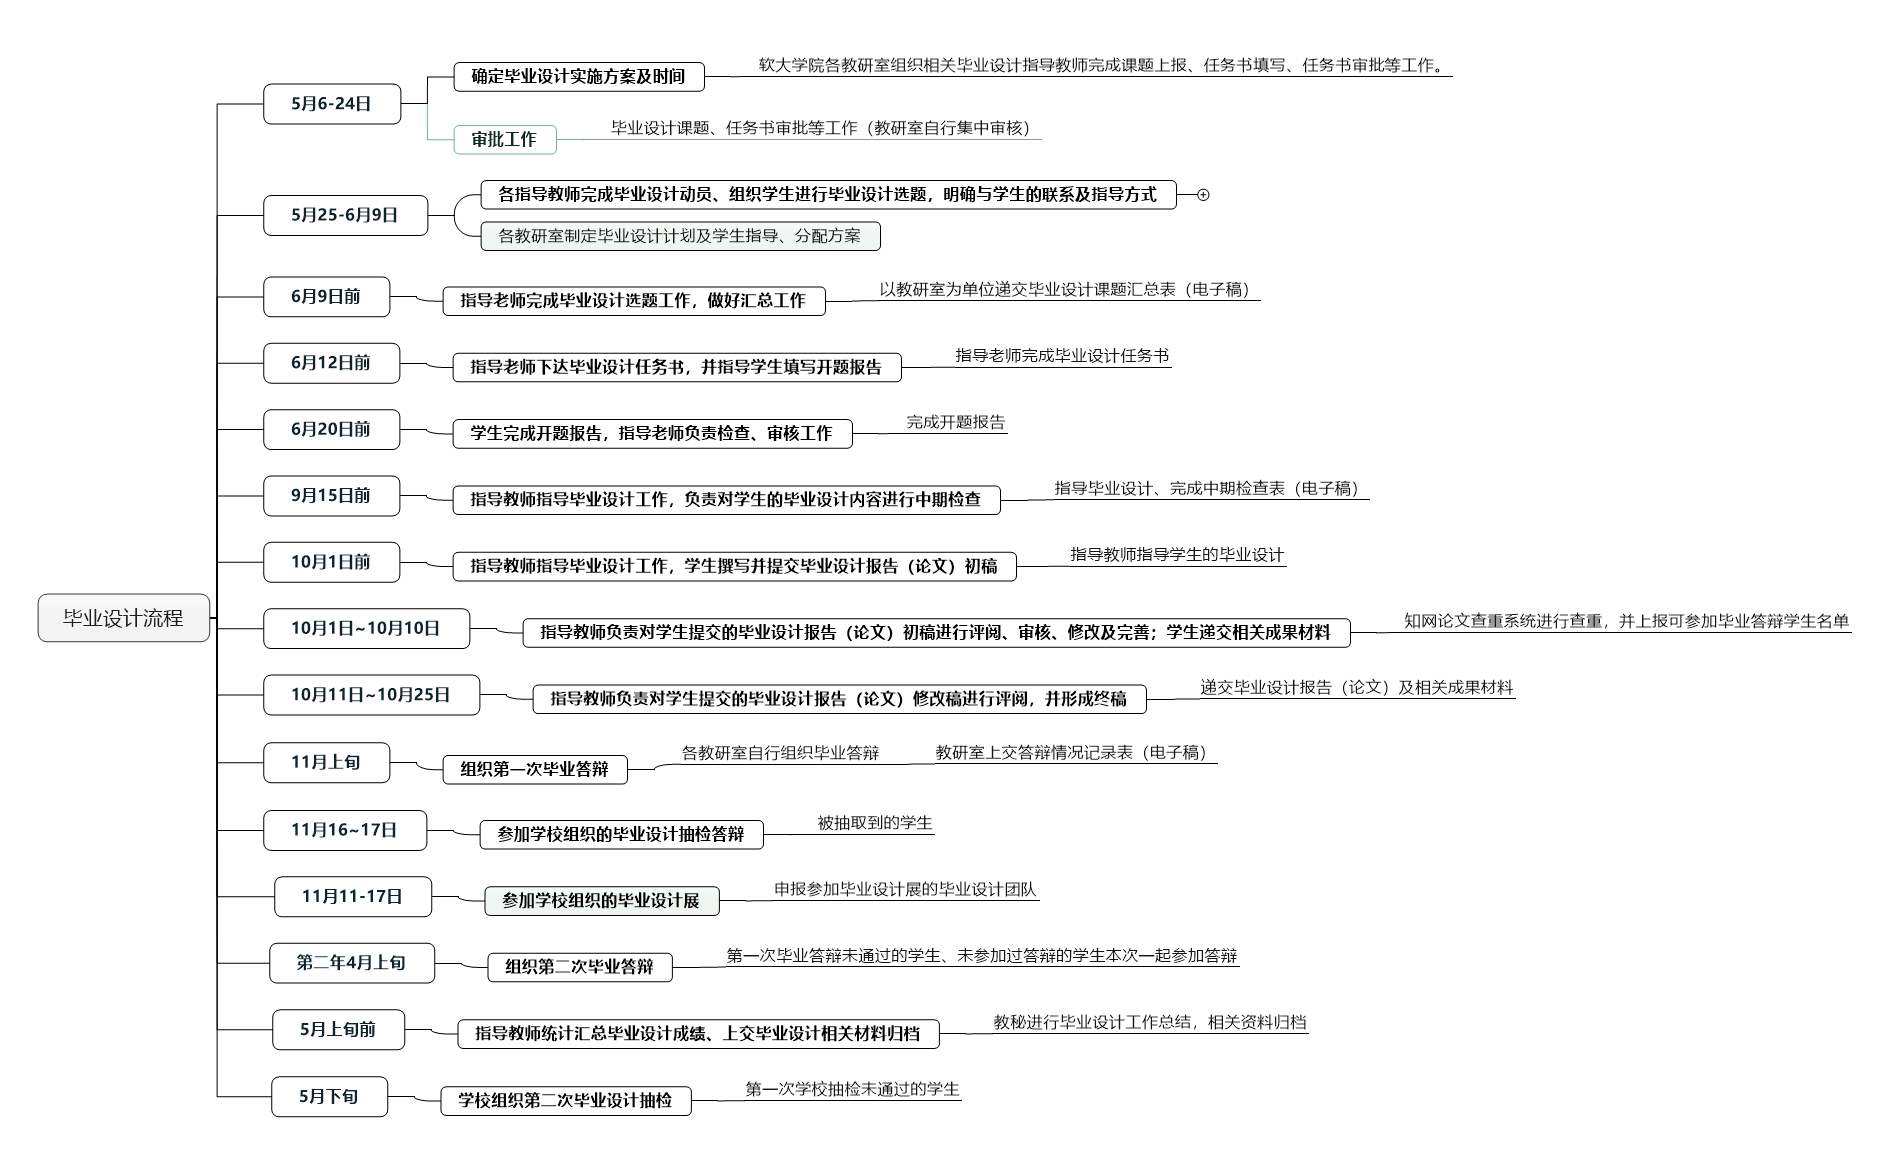 毕业设计流程
5月6-24日
确定毕业设计实施方案及时间
软大学院各教研室组织相关毕业设计指导教师完成课题上报、任务书填写、任务书审批等工作。
审批工作
毕业设计课题、任务书审批等工作（教研室自行集中审核）
5月25-6月9日
各指导教师完成毕业设计动员、组织学生进行毕业设计选题，明确与学生的联系及指导方式
各教研室制定毕业设计计划及学生指导、分配方案
6月9日前
指导老师完成毕业设计选题工作，做好汇总工作
以教研室为单位递交毕业设计课题汇总表（电子稿）
6月12日前
指导老师下达毕业设计任务书，并指导学生填写开题报告
指导老师完成毕业设计任务书
6月20日前
学生完成开题报告，指导老师负责检查、审核工作
完成开题报告
9月15日前
指导教师指导毕业设计工作，负责对学生的毕业设计内容进行中期检查
指导毕业设计、完成中期检查表（电子稿）
10月1日前
指导教师指导毕业设计工作，学生撰写并提交毕业设计报告（论文）初稿
指导教师指导学生的毕业设计
10月1日~10月10日
指导教师负责对学生提交的毕业设计报告（论文）初稿进行评阅、审核、修改及完善；学生递交相关成果材料
知网论文查重系统进行查重，并上报可参加毕业答辩学生名单
10月11日~10月25日
指导教师负责对学生提交的毕业设计报告（论文）修改稿进行评阅，并形成终稿
递交毕业设计报告（论文）及相关成果材料
11月上旬
组织第一次毕业答辩
各教研室自行组织毕业答辩
教研室上交答辩情况记录表（电子稿）
11月16~17日
参加学校组织的毕业设计抽检答辩
被抽取到的学生
11月11-17日
参加学校组织的毕业设计展
申报参加毕业设计展的毕业设计团队
第二年4月上旬
组织第二次毕业答辩
第一次毕业答辩未通过的学生、未参加过答辩的学生本次一起参加答辩
5月上旬前
指导教师统计汇总毕业设计成绩、上交毕业设计相关材料归档
教秘进行毕业设计工作总结，相关资料归档
5月下旬
学校组织第二次毕业设计抽检
第一次学校抽检未通过的学生